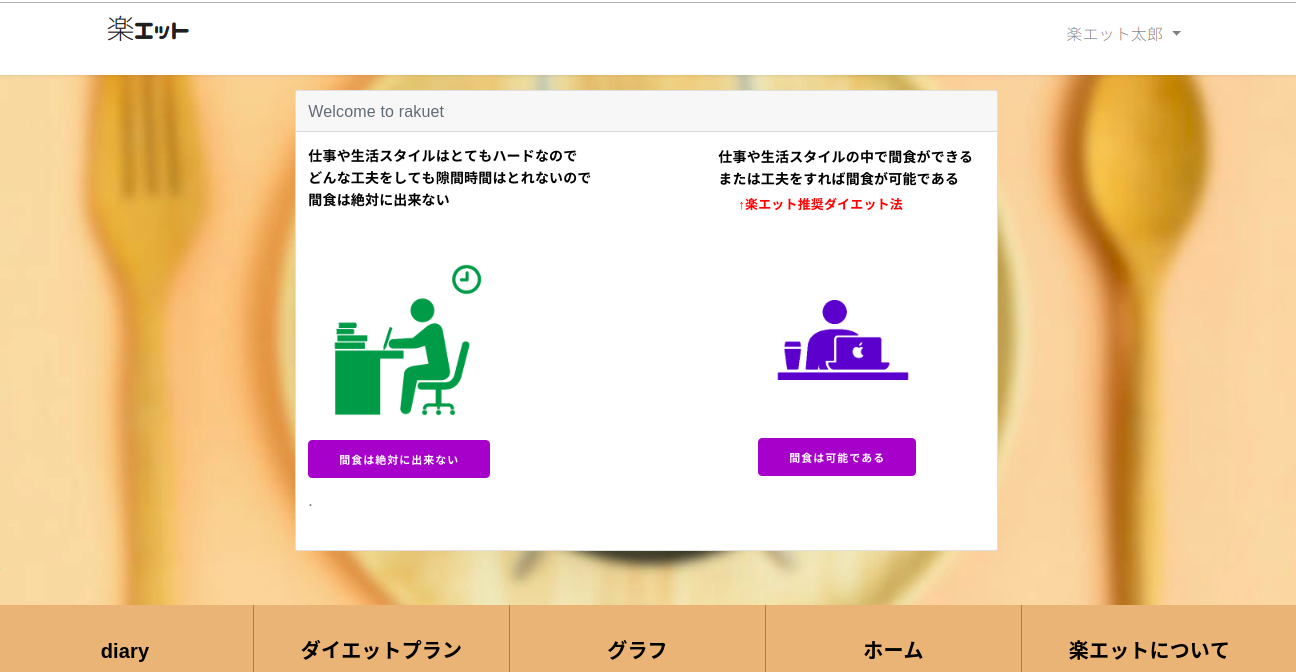 楽エット
楽エット太郎
Welcome to rakuet
仕事や生活スタイルはとてもハードなので
どんな工夫をしても隙間時間はとれないので
間食は絶対に出来ない
仕事や生活スタイルの中で間食ができる
または工夫をすれば間食が可能である
↑楽エット推奨ダイエット法
間食は絶対に出来ない
間食は可能である
.
diary
ダイエットプラン
グラフ
ホーム
楽エットについて